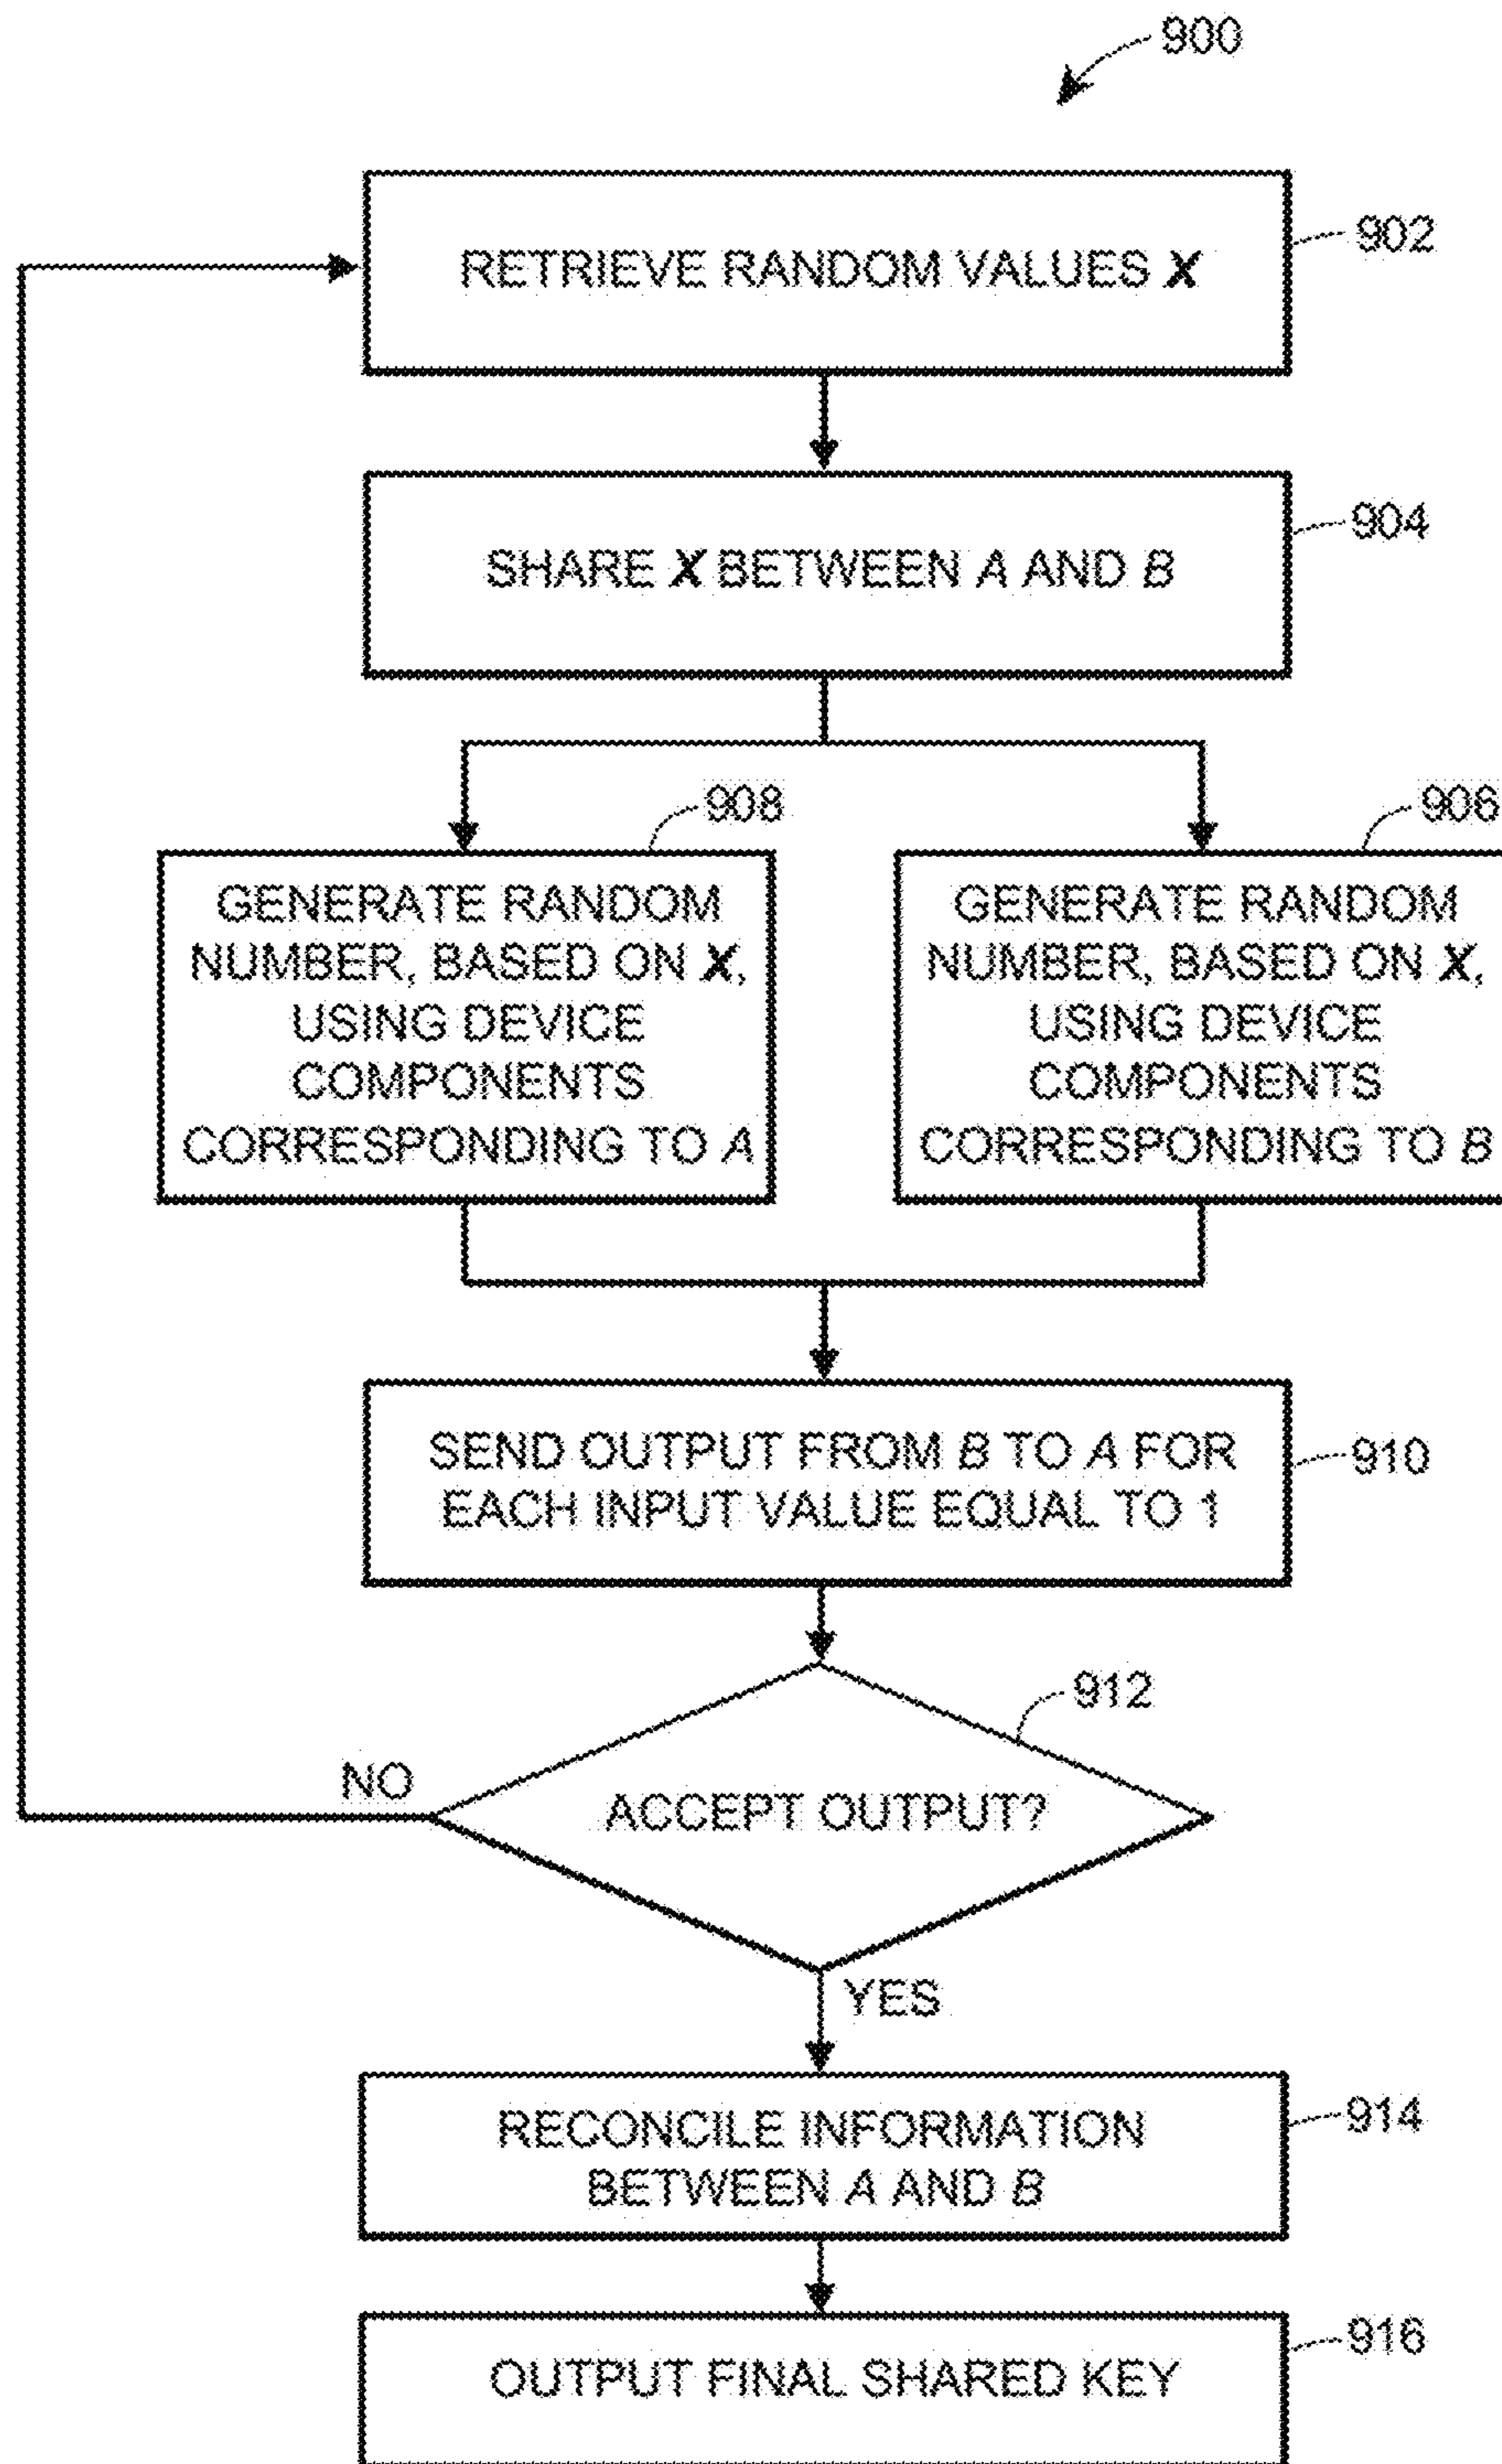 900
RETRIEVE RANDOM VALUES X
902
SHARE X BETWEEN A AND B
904
908
GENERATE RANDOM
NUMBER, BASED ON X,
USING DEVICE
COMPONENTS
CORRESPONDING TO A
906
GENERATE RANDOM
NUMBER, BASED ON X,
USING DEVICE
COMPONENTS
CORRESPONDING TO B
SEND OUTPUT FROM B TO A FOR
EACH INPUT VALUE EQUAL TO 1
910
912
ACCEPT OUTPUT?
NO
YES
RECONCILE INFORMATION
BETWEEN A AND B
914
OUTPUT FINAL SHARED KEY
916